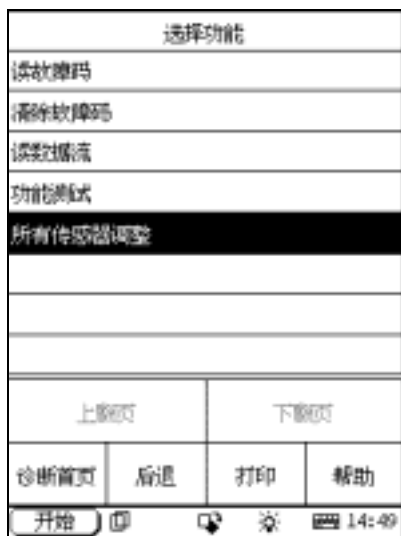 选择功能
读故障码
清除故障码
读数据流
功能测试
所有传感器调整
上翻页 下翻页
诊断首页 后退 打印 帮助
开始 14:49